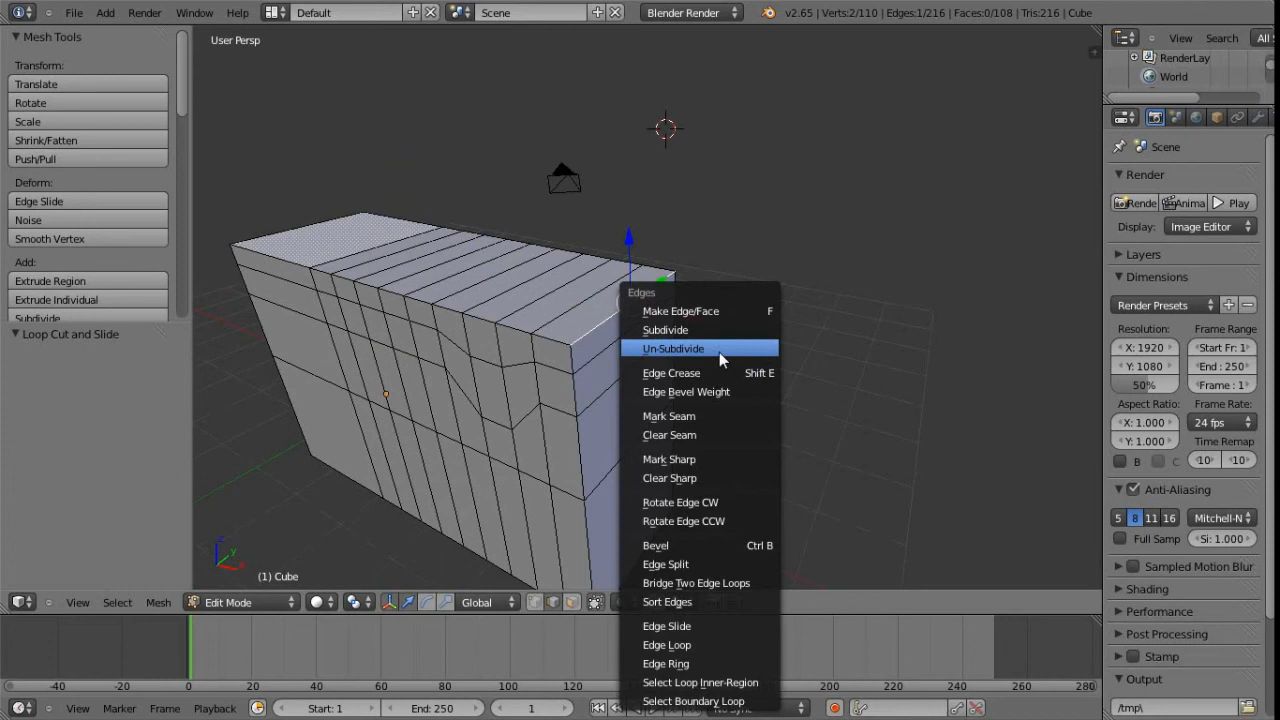 File Add Render Window Help Default Scene Blender Render v2.65 | Verts:2/110 | Edges:1/216 | Faces:0/108 | Tris:216 | Cube
Mesh Tools
Transform:
Translate
Rotate
Scale
Shrink/Fatten
Push/Pull
Deform:
Edge Slide
Noise
Smooth Vertex
Add:
Extrude Region
Extrude Individual
Subdivide
Loop Cut and Slide
User Persp
(1) Cube
z
y
x
Edges
Make Edge/Face F
Subdivide
Un-Subdivide
Edge Crease Shift E
Edge Bevel Weight
Mark Seam
Clear Seam
Mark Sharp
Clear Sharp
Rotate Edge CW
Rotate Edge CCW
Bevel Ctrl B
Edge Split
Bridge Two Edge Loops
Sort Edges
Edge Slide
Edge Loop
Edge Ring
Select Loop Inner-Region
Select Boundary Loop
View Search All
RenderLay
World
Scene
Render
Rende Anima Play
Display: Image Editor
Layers
Dimensions
Render Presets
Resolution: Frame Range
X: 1920 Start Fr: 1
Y: 1080 End : 250
50% Frame : 1
Aspect Ratio: Frame Rate:
X: 1.000 24 fps
Y: 1.000 Time Remap
B C 10 10
Anti-Aliasing
5 8 11 16 Mitchell-N
Full Samp Si: 1.000
Sampled Motion Blur
Shading
Performance
Post Processing
Stamp
Output
/tmp\
View Select Mesh Edit Mode Global
-40 -20 0 20 40 60 80 100 120 200 220 240 260 280
View Marker Frame Playback Start: 1 End: 250 1 No Sync